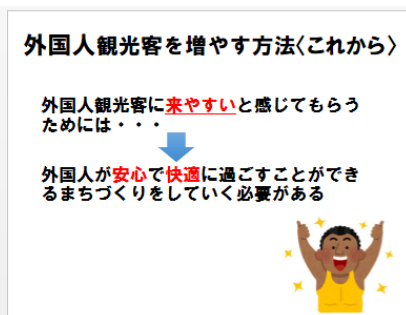 外国人観光客を増やす方法〈これから〉
外国人観光客に来やすいと感じてもらう
ためには・・・
外国人が安心で快適に過ごすことができ
るまちづくりをしていく必要がある